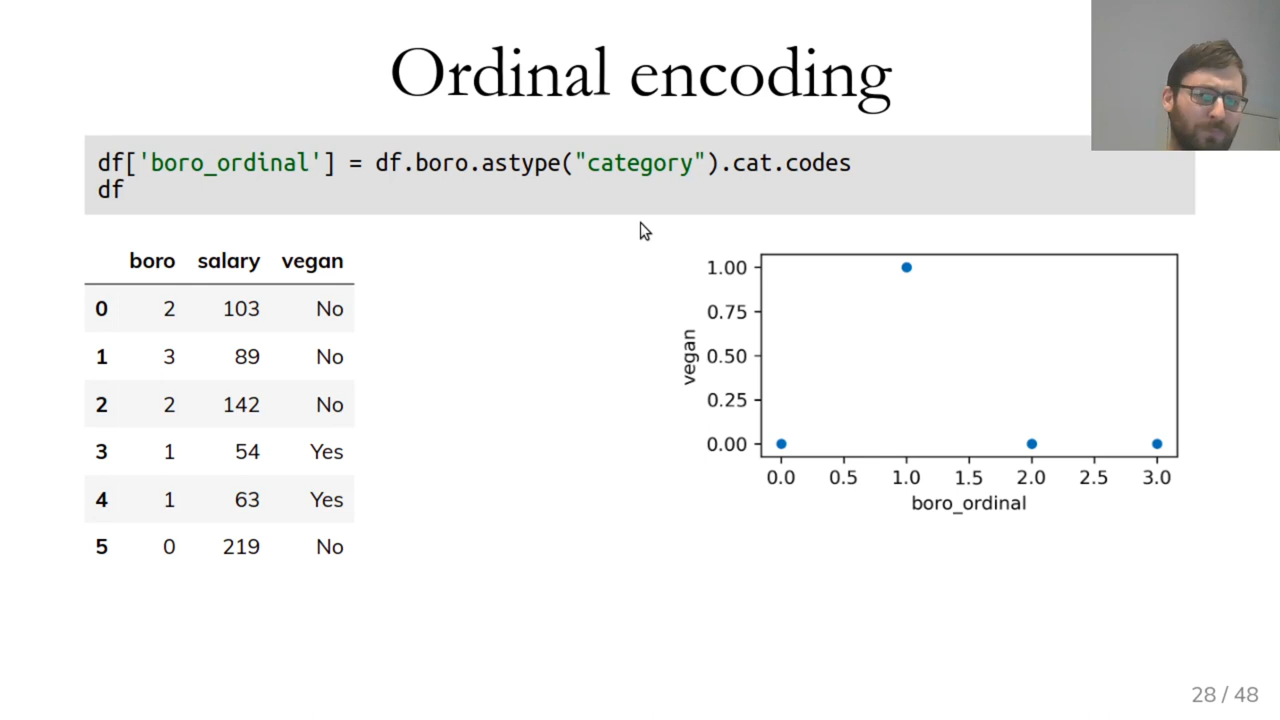 Ordinal encoding
df['boro_ordinal'] = df.boro.astype("category").cat.codes
df
boro salary vegan
0 2 103 No
1 3 89 No
2 2 142 No
3 1 54 Yes
4 1 63 Yes
5 0 219 No
1.00
0.75
0.50
0.25
0.00
vegan
0.0 0.5 1.0 1.5 2.0 2.5 3.0
boro_ordinal
28 / 48